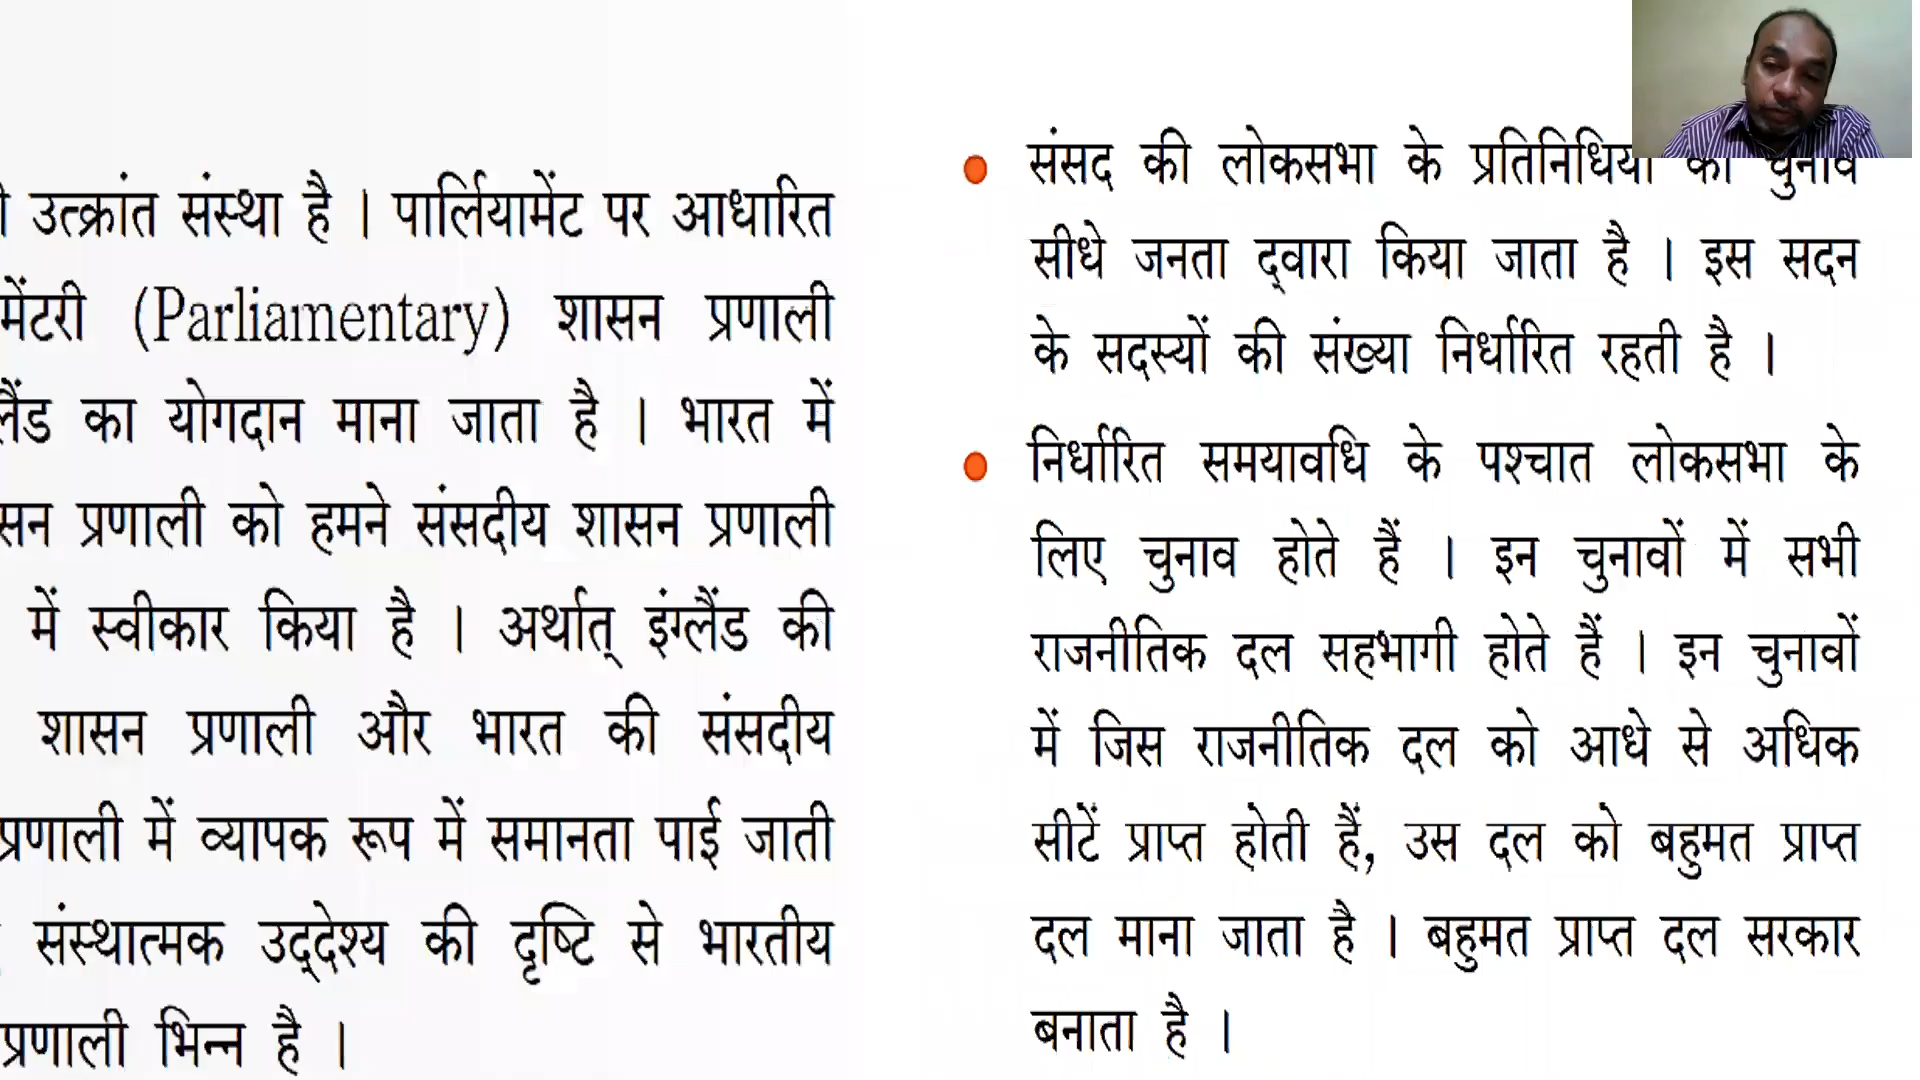 उत्क्रांत संस्था है । पार्लियामेंट पर आधारित
(Parliamentary) शासन प्रणाली
का योगदान माना जाता है । भारत में
प्रणाली को हमने संसदीय शासन प्रणाली
में स्वीकार किया है । अर्थात् इंग्लैंड की
शासन प्रणाली और भारत की संसदीय
प्रणाली में व्यापक रूप में समानता पाई जाती
संस्थात्मक उद्देश्य की दृष्टि से भारतीय
प्रणाली भिन्न है ।
संसद की लोकसभा के प्रतिनिधियों का चुनाव
सीधे जनता द्वारा किया जाता है । इस सदन
के सदस्यों की संख्या निर्धारित रहती है ।
निर्धारित समयावधि के पश्चात लोकसभा के
लिए चुनाव होते हैं । इन चुनावों में सभी
राजनीतिक दल सहभागी होते हैं । इन चुनावों
में जिस राजनीतिक दल को आधे से अधिक
सीटें प्राप्त होती हैं, उस दल को बहुमत प्राप्त
दल माना जाता है । बहुमत प्राप्त दल सरकार
बनाता है ।